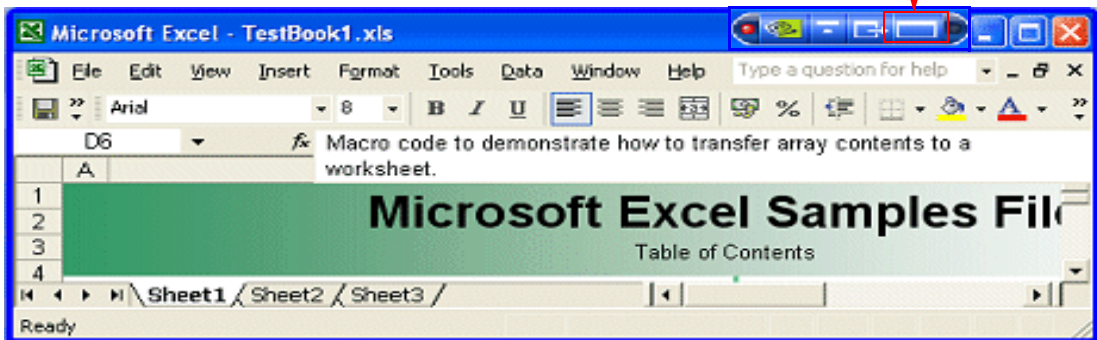 Microsoft Excel - TestBook1.xls
File Edit View Insert Format Tools Data Window Help Type a question for help
Arial 8 B I U %
D6 fx Macro code to demonstrate how to transfer array contents to a
worksheet.
A
1
2 Microsoft Excel Samples File
3 Table of Contents
4
Sheet1 Sheet2 Sheet3
Ready